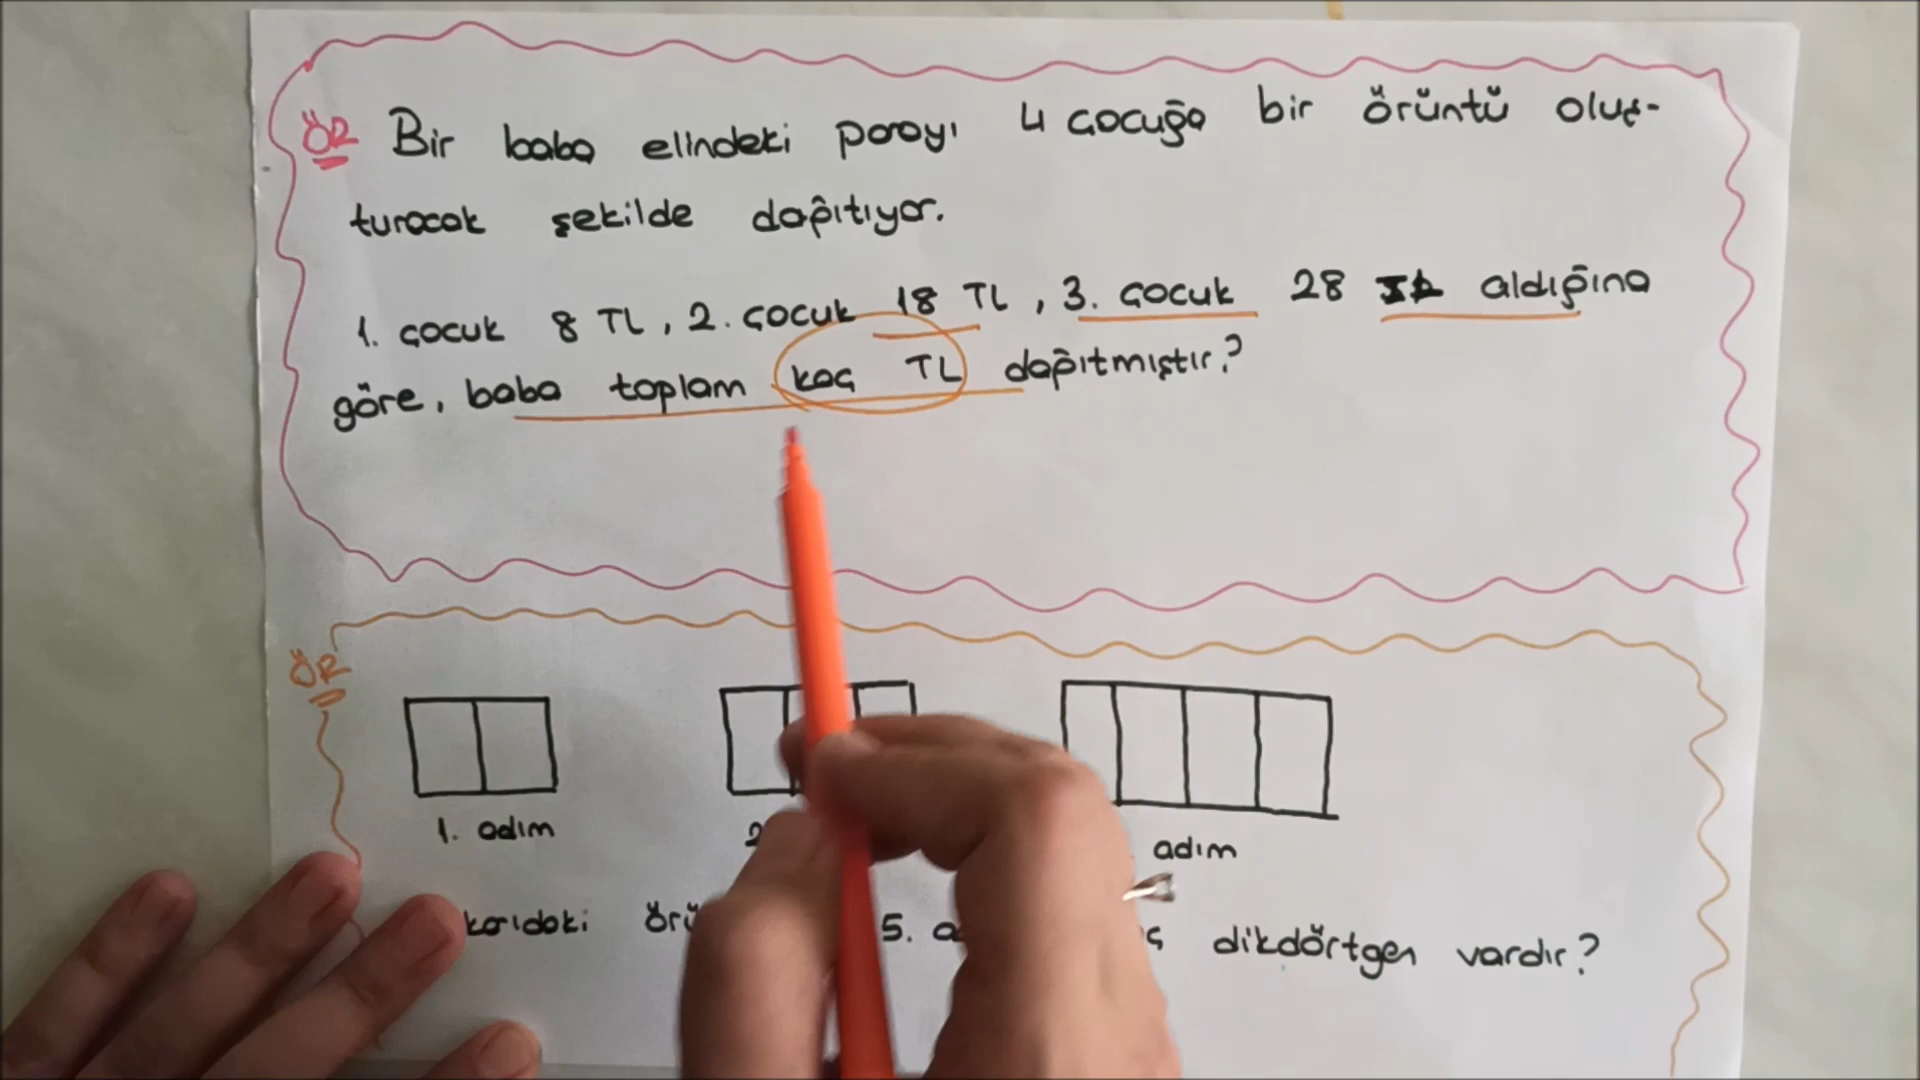 ÖR Bir baba elindeki parayı 4 çocuğa bir örüntü oluş-
turacak şekilde dağıtıyor.
1. çocuk 8 TL, 2. çocuk 18 TL, 3. çocuk 28 TL aldığına
göre, baba toplam kaç TL dağıtmıştır?
ÖR
1. adım 2 adım
5. dikdörtgen vardır?